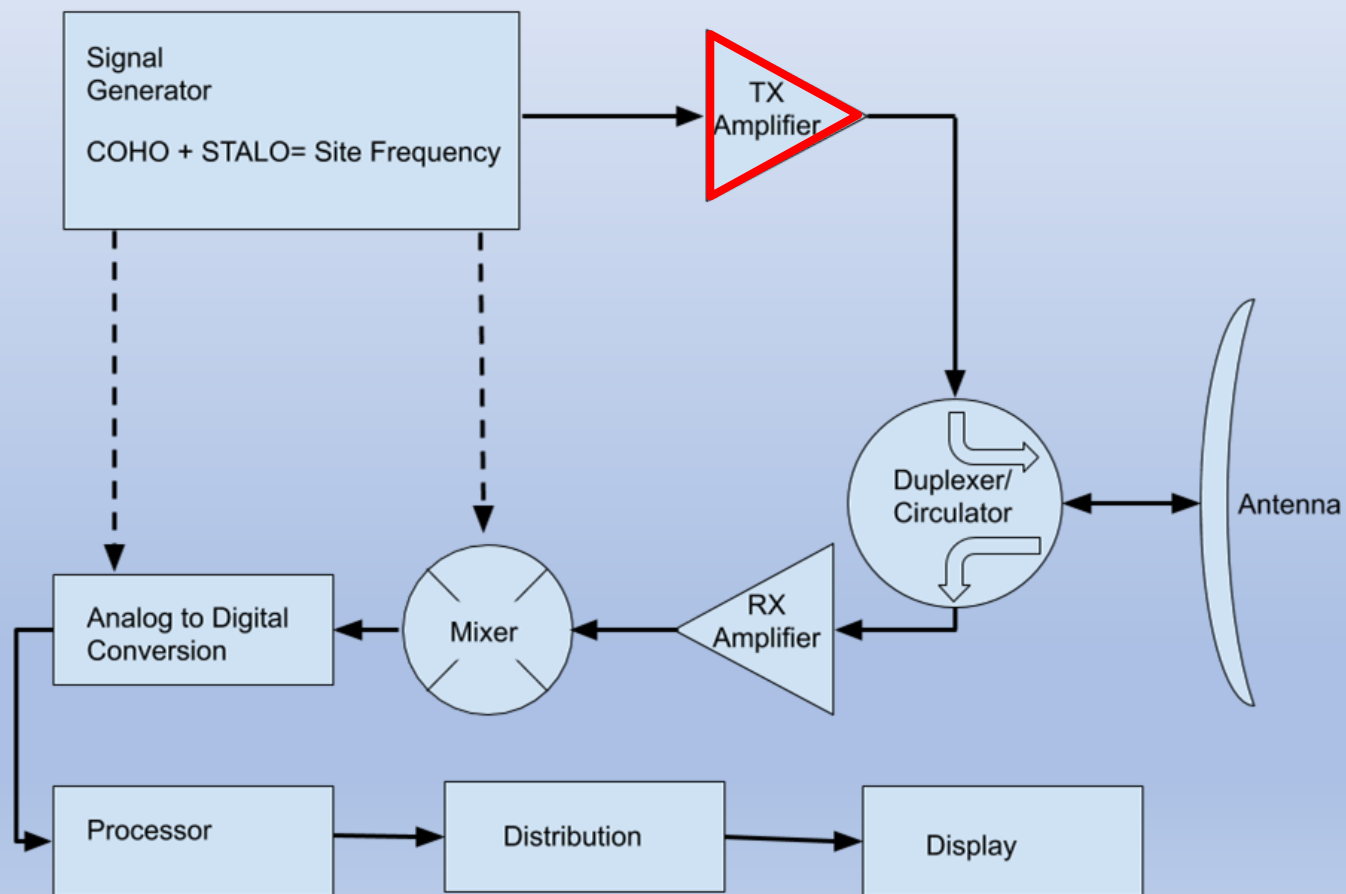 Signal
Generator
COHO + STALO= Site Frequency
TX
Amplifier
Duplexer/
Circulator
Antenna
RX
Amplifier
Mixer
Analog to Digital
Conversion
Processor
Distribution
Display